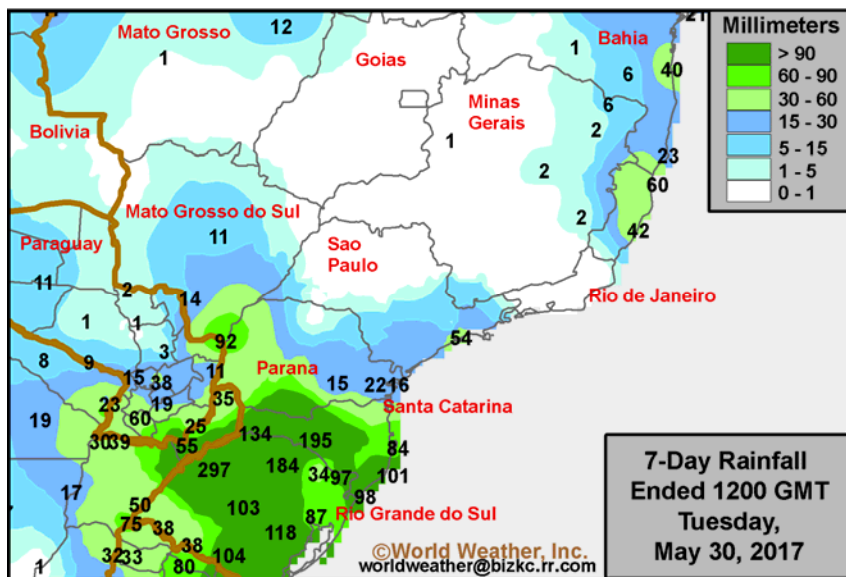 12
21
Millimeters
Mato Grosso
Bahia
1
Goias
1
> 90
6
40
60 - 90
Minas
Gerais
6
30 - 60
Bolivia
1
2
15 - 30
23
5 - 15
2
60
1 - 5
Mato Grosso do Sul
0 - 1
Paraguay
11
2
42
Sao
Paulo
11
2
14
Rio de Janeiro
1
1
92
54
8
9
3
Parana
15
38
11
15
22
16
23
19
35
Santa Catarina
19
60
25
30
39
55
134
195
84
7-Day Rainfall
297
184
34
97
101
Ended 1200 GMT
17
50
103
98
Tuesday,
75
38
87
Rio Grande do Sul
May 30, 2017
118
32
33
38
104
©World Weather, Inc.
1
80
worldweather@bizkc.rr.com